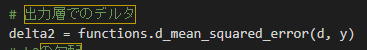 # 出力層でのデルタ
delta2 = functions.d_mean_squared_error(d, y)